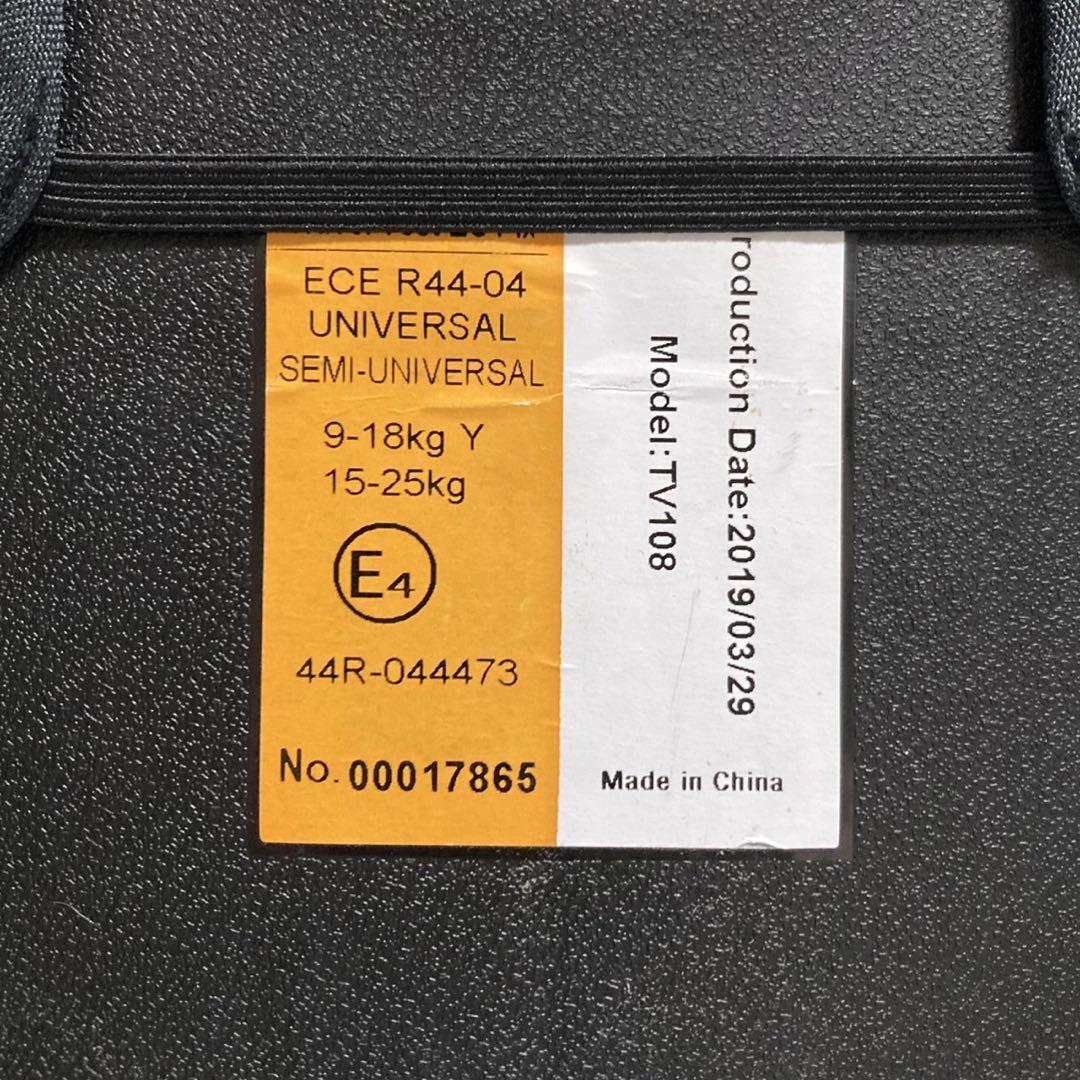 ECE R44-04
UNIVERSAL
SEMI-UNIVERSAL
9-18kg Y
15-25kg
E4
44R-044473
No. 00017865
roduction Date:2019/03/29
Model:TV108
Made in China